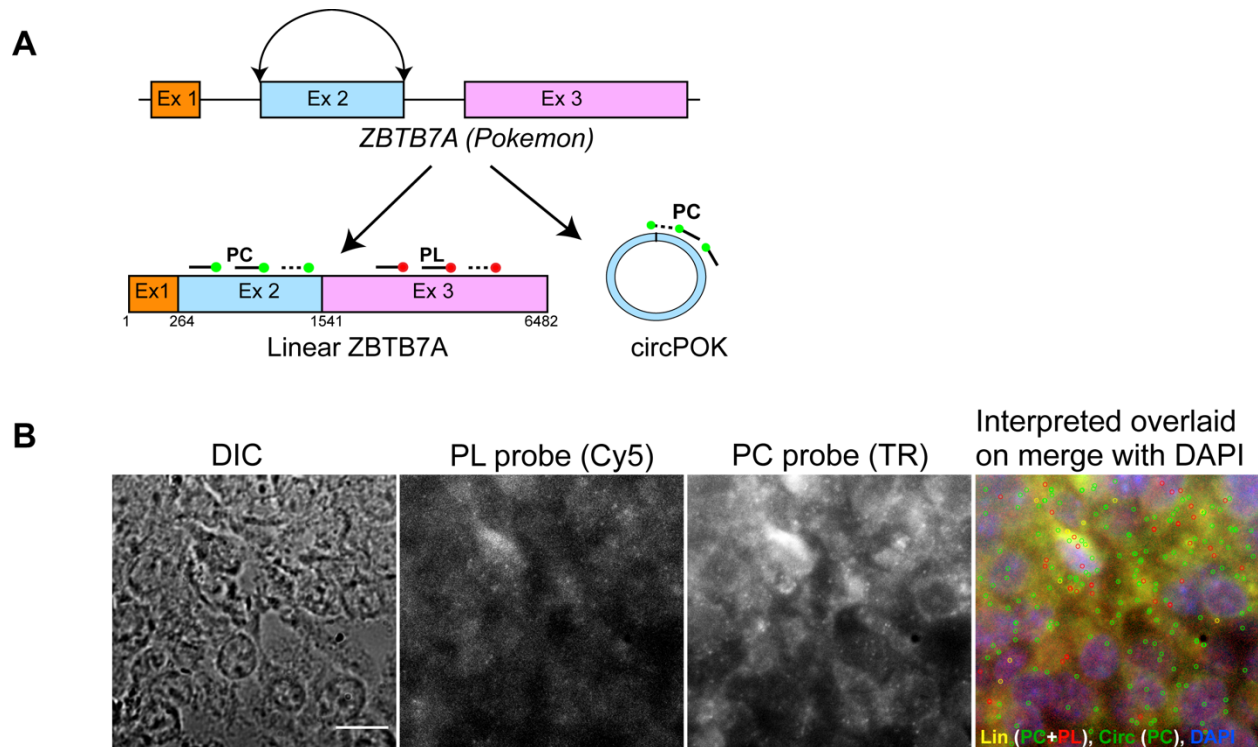 A
Ex 1
Ex 2
Ex 3
ZBTB7A (Pokemon)
PC
PL
PC
Ex1
Ex 2
Ex 3
1
264
1541
6482
Linear ZBTB7A
circPOK
B
DIC
PL probe (Cy5)
PC probe (TR)
Interpreted overlaid
on merge with DAPI
Lin (PC+PL), Circ (PC), DAPI